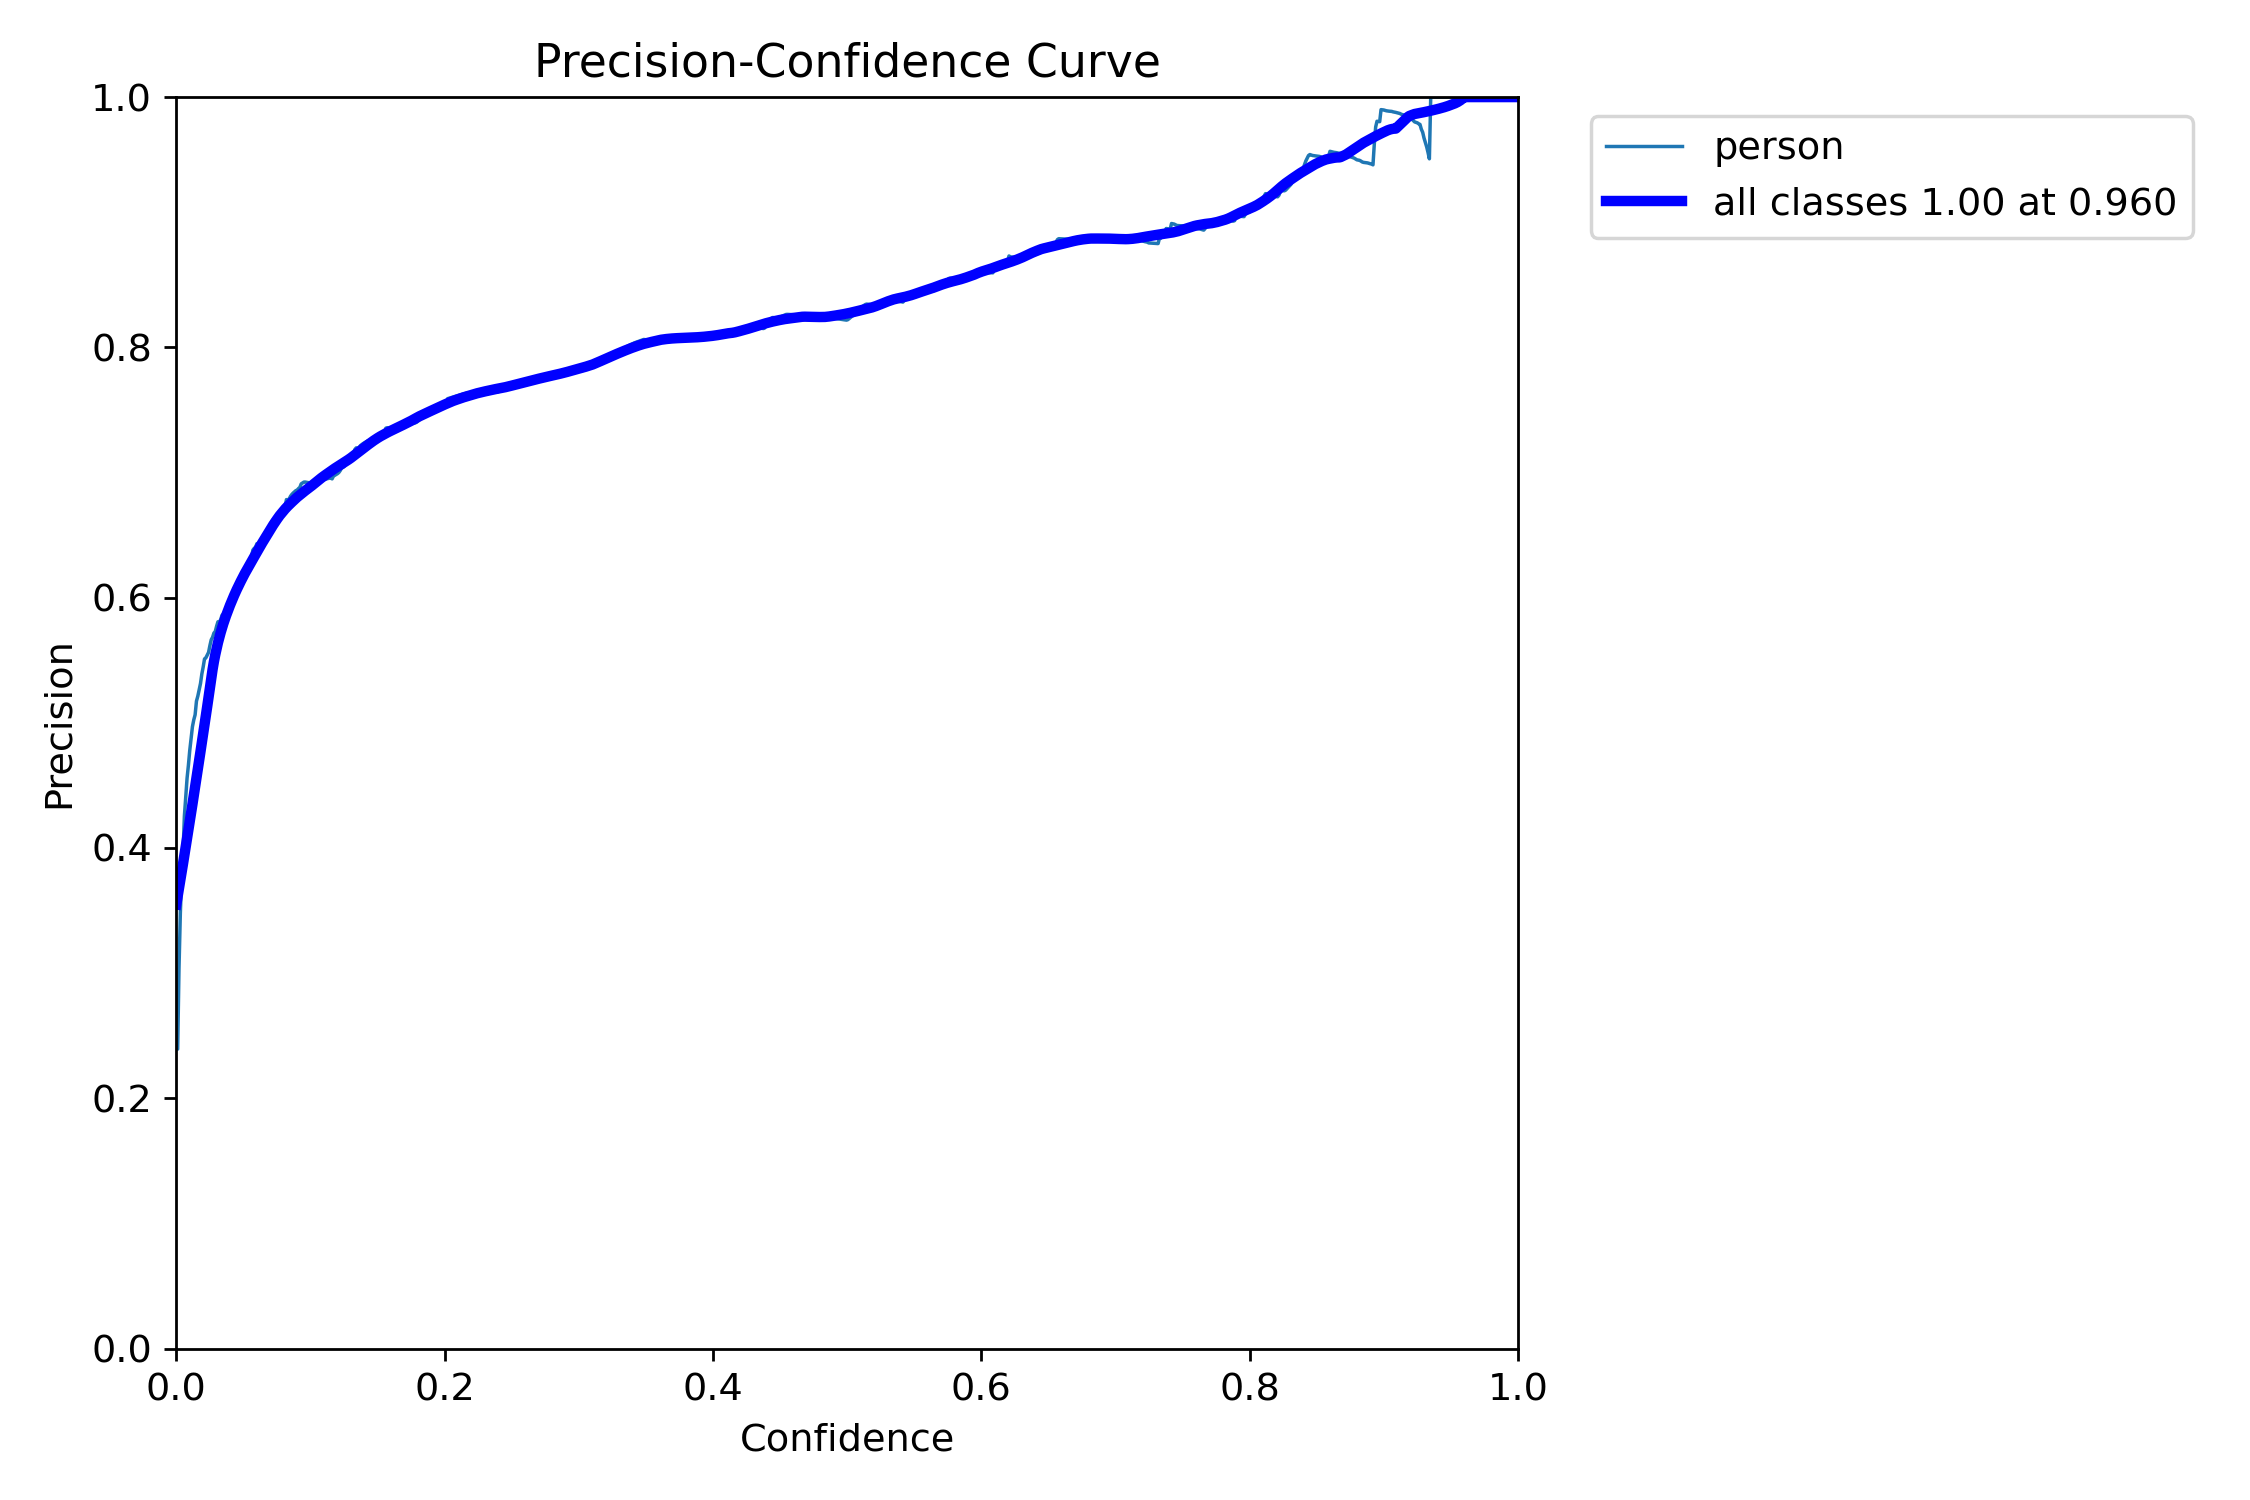 Precision-Confidence Curve
1.0
0.8
0.6
0.4
0.2
0.0
Precision
0.0 0.2 0.4 0.6 0.8 1.0
Confidence
person
all classes 1.00 at 0.960